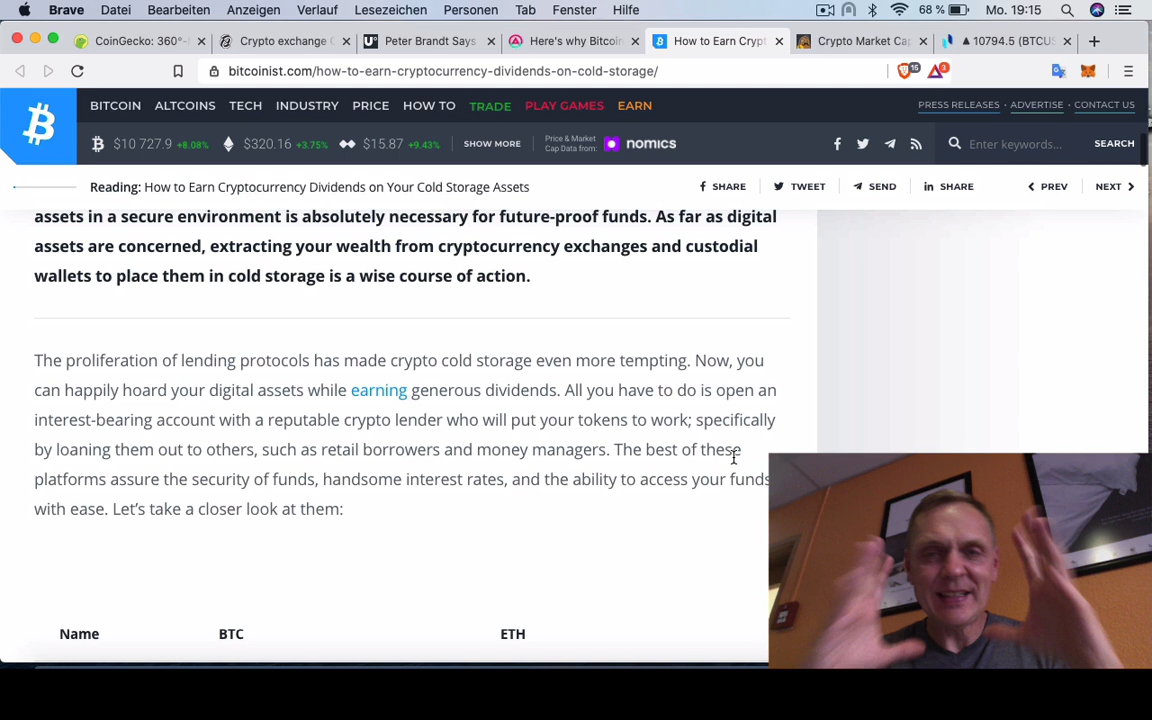 Brave Datei Bearbeiten Anzeigen Verlauf Lesezeichen Personen Tab Fenster Hilfe 68 % Mo. 19:15
CoinGecko: 360°- Crypto exchange Peter Brandt Says Here's why Bitcoin How to Earn Crypt Crypto Market Cap ▲ 10794.5 (BTCUS
bitcoinist.com/how-to-earn-cryptocurrency-dividends-on-cold-storage/ 15 3
BITCOIN ALTCOINS TECH INDUSTRY PRICE HOW TO TRADE PLAY GAMES EARN PRESS RELEASES · ADVERTISE · CONTACT US
$10 727.9 +8.08% $320.16 +3.75% $15.87 +9.43% SHOW MORE Price & Market Cap Data from: nomics Enter keywords... SEARCH
Reading: How to Earn Cryptocurrency Dividends on Your Cold Storage Assets SHARE TWEET SEND SHARE PREV NEXT
assets in a secure environment is absolutely necessary for future-proof funds. As far as digital
assets are concerned, extracting your wealth from cryptocurrency exchanges and custodial
wallets to place them in cold storage is a wise course of action.
The proliferation of lending protocols has made crypto cold storage even more tempting. Now, you
can happily hoard your digital assets while earning generous dividends. All you have to do is open an
interest-bearing account with a reputable crypto lender who will put your tokens to work; specifically
by loaning them out to others, such as retail borrowers and money managers. The best of these
platforms assure the security of funds, handsome interest rates, and the ability to access your funds
with ease. Let's take a closer look at them:
Name BTC ETH